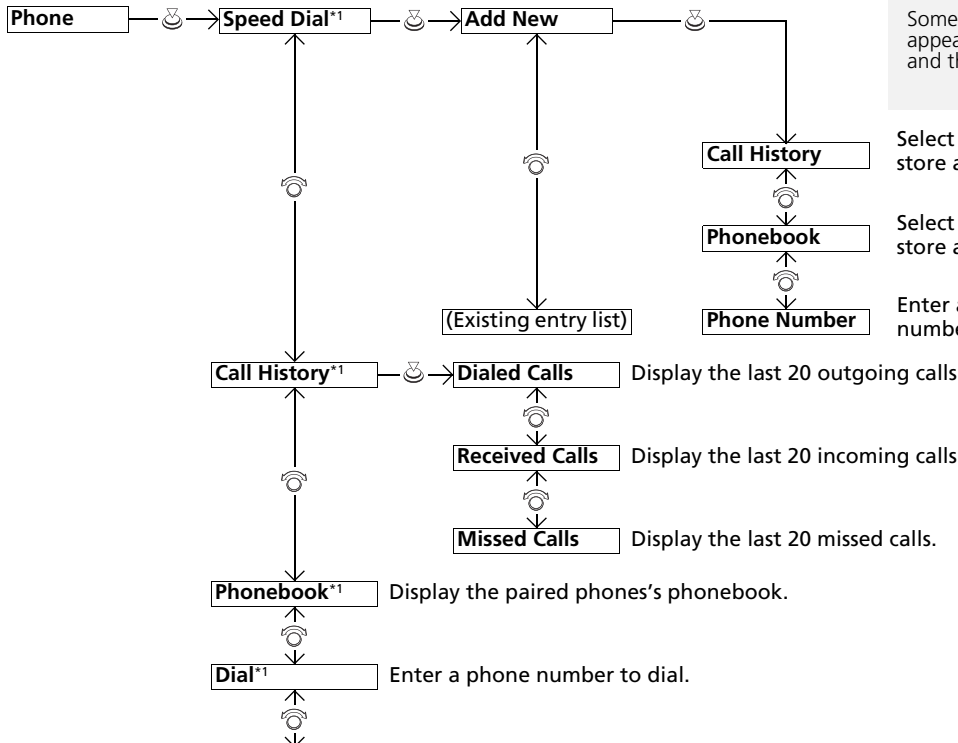 Phone
Speed Dial*1
Add New
Some
and th
Call History
Select
store a
Phonebook
Select
store a
(Existing entry list)
Phone Number
Enter a
Call History*1
Dialed Calls
Display the last 20 outgoing calls
Received Calls
Display the last 20 incoming calls
Missed Calls
Display the last 20 missed calls.
Phonebook*1
Display the paired phones's phonebook.
Dial*1
Enter a phone number to dial.